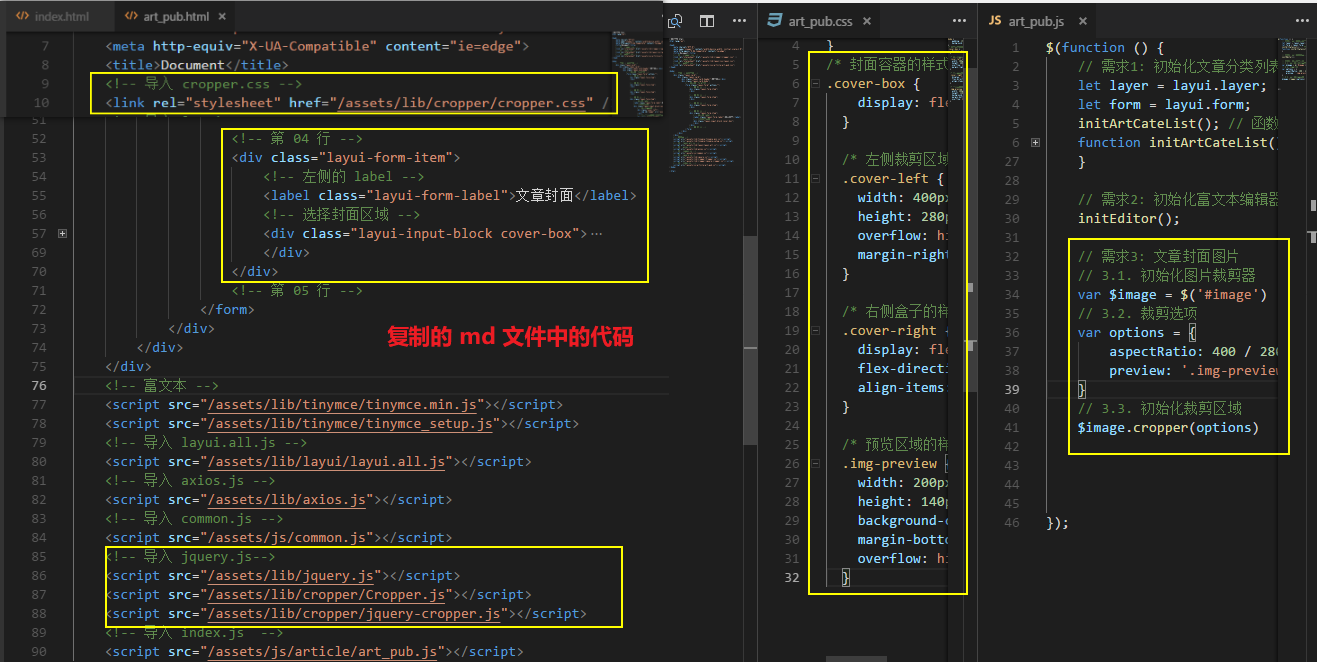 index.html
art_pub.html ×
7 <meta http-equiv="X-UA-Compatible" content="ie=edge">
8 <title>Document</title>
9 <!-- 导入 cropper.css -->
10 <link rel="stylesheet" href="/assets/lib/cropper/cropper.css" /
51
52 <!-- 第 04 行 -->
53 <div class="layui-form-item">
54 <!-- 左侧的 label -->
55 <label class="layui-form-label">文章封面</label>
56 <!-- 选择封面区域 -->
57 <div class="layui-input-block cover-box">…
69 </div>
70 </div>
71 <!-- 第 05 行 -->
72 </form>
73 </div>
74 </div>
75 </div>
76 <!-- 富文本 -->
77 <script src="/assets/lib/tinymce/tinymce.min.js"></script>
78 <script src="/assets/lib/tinymce/tinymce_setup.js"></script>
79 <!-- 导入 layui.all.js -->
80 <script src="/assets/lib/layui/layui.all.js"></script>
81 <!-- 导入 axios.js -->
82 <script src="/assets/lib/axios.js"></script>
83 <!-- 导入 common.js -->
84 <script src="/assets/js/common.js"></script>
85 <!-- 导入 jquery.js-->
86 <script src="/assets/lib/jquery.js"></script>
87 <script src="/assets/lib/cropper/Cropper.js"></script>
88 <script src="/assets/lib/cropper/jquery-cropper.js"></script>
89 <!-- 导入 index.js  -->
90 <script src="/assets/js/article/art_pub.js"></script>
复制的 md 文件中的代码
art_pub.css ×
4 }
5 /* 封面容器的样式
6 .cover-box {
7 display: fle
8 }
9
10 /* 左侧裁剪区域
11 .cover-left {
12 width: 400px
13 height: 280p
14 overflow: hi
15 margin-right
16 }
17
18 /* 右侧盒子的样
19 .cover-right {
20 display: fle
21 flex-directi
22 align-items
23 }
24
25 /* 预览区域的样
26 .img-preview {
27 width: 200px
28 height: 140p
29 background-c
30 margin-botto
31 overflow: hi
32 }
JS art_pub.js ×
1 $(function () {
2 // 需求1: 初始化文章分类列表
3 let layer = layui.layer;
4 let form = layui.form;
5 initArtCateList(); // 函数
6 function initArtCateList()
27 }
28
29 // 需求2: 初始化富文本编辑器
30 initEditor();
31
32 // 需求3: 文章封面图片
33 // 3.1. 初始化图片裁剪器
34 var $image = $('#image')
35 // 3.2. 裁剪选项
36 var options = {
37 aspectRatio: 400 / 280
38 preview: '.img-preview
39 }
40 // 3.3. 初始化裁剪区域
41 $image.cropper(options)
42
43
44
45
46 });